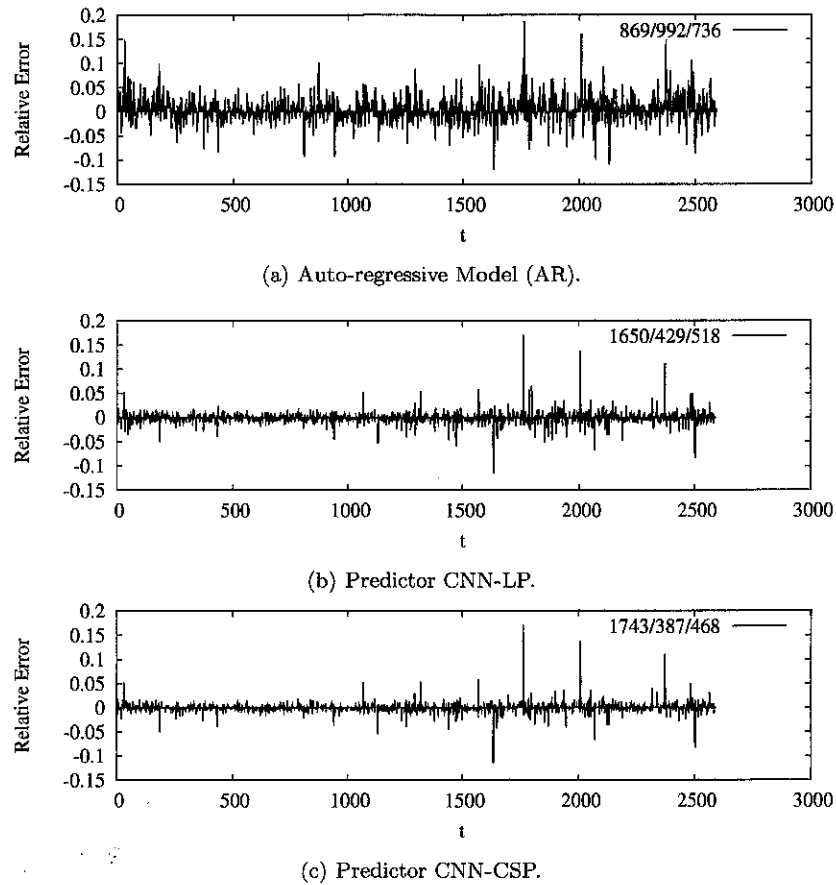 0.2
869/992/736
0.15
0.1
0.05
0
-0.05
-0.1
-0.15
Relative Error
0 500 1000 1500 2000 2500 3000
t
(a) Auto-regressive Model (AR).
0.2
1650/429/518
0.15
0.1
0.05
0
-0.05
-0.1
-0.15
Relative Error
0 500 1000 1500 2000 2500 3000
t
(b) Predictor CNN-LP.
0.2
1743/387/468
0.15
0.1
0.05
0
-0.05
-0.1
-0.15
Relative Error
0 500 1000 1500 2000 2500 3000
t
(c) Predictor CNN-CSP.